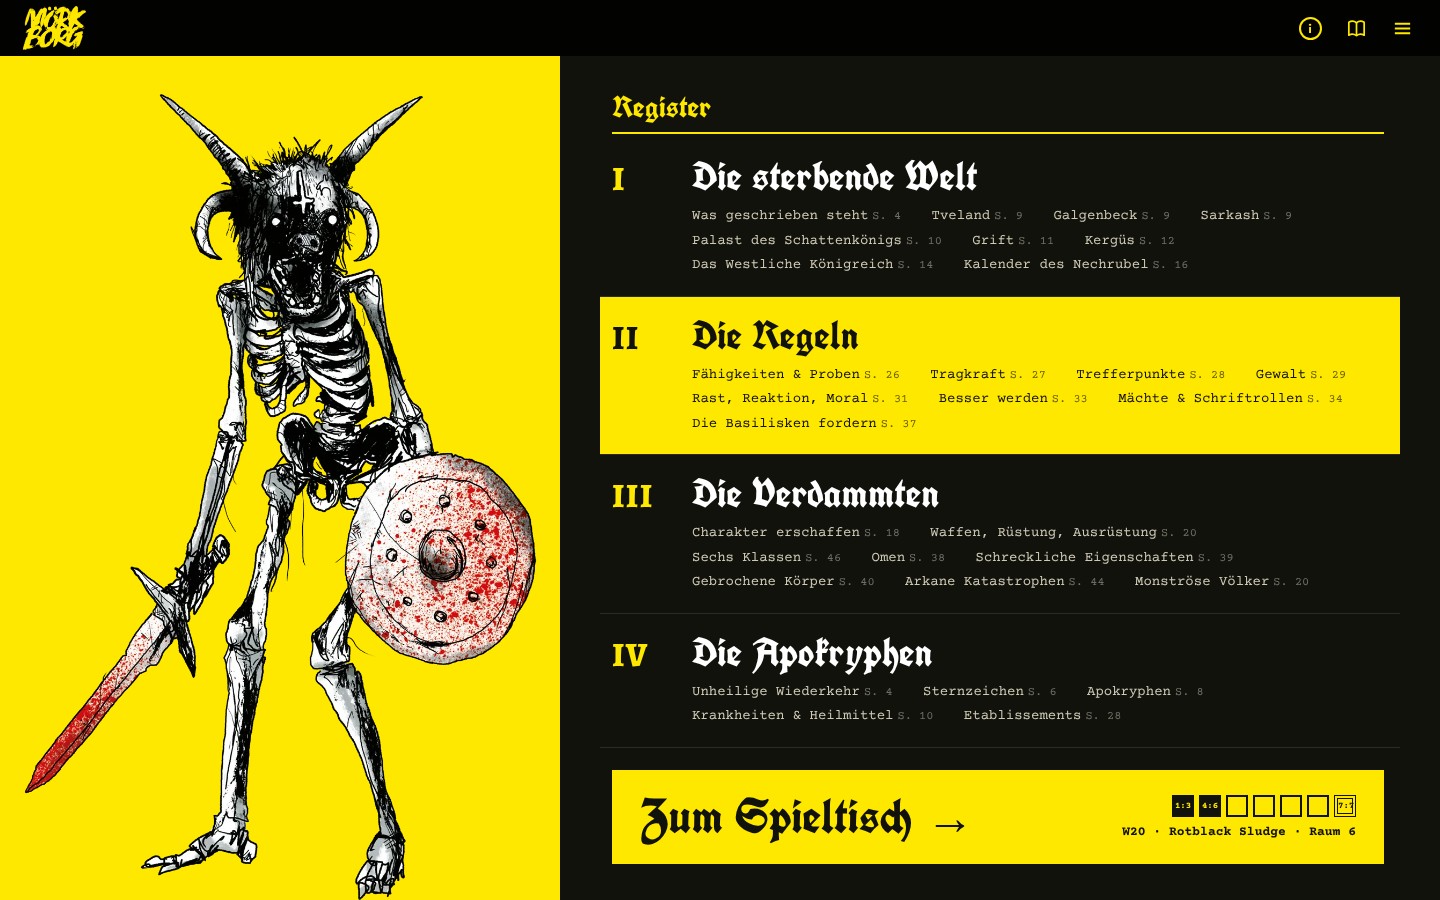 MÖRK
BORG
Register
I
Die sterbende Welt
Was geschrieben steht S. 4 Tveland S. 9 Galgenbeck S. 9 Sarkash S. 9
Palast des Schattenkönigs S. 10 Grift S. 11 Kergüs S. 12
Das Westliche Königreich S. 14 Kalender des Nechrubel S. 16
II
Die Regeln
Fähigkeiten & Proben S. 26 Tragkraft S. 27 Trefferpunkte S. 28 Gewalt S. 29
Rast, Reaktion, Moral S. 31 Besser werden S. 33 Mächte & Schriftrollen S. 34
Die Basilisken fordern S. 37
III
Die Verdammten
Charakter erschaffen S. 18 Waffen, Rüstung, Ausrüstung S. 20
Sechs Klassen S. 46 Omen S. 38 Schreckliche Eigenschaften S. 39
Gebrochene Körper S. 40 Arkane Katastrophen S. 44 Monströse Völker S. 20
IV
Die Apokryphen
Unheilige Wiederkehr S. 4 Sternzeichen S. 6 Apokryphen S. 8
Krankheiten & Heilmittel S. 10 Etablissements S. 28
Zum Spieltisch →
1:3 4:6 7:7
W20 · Rotblack Sludge · Raum 6